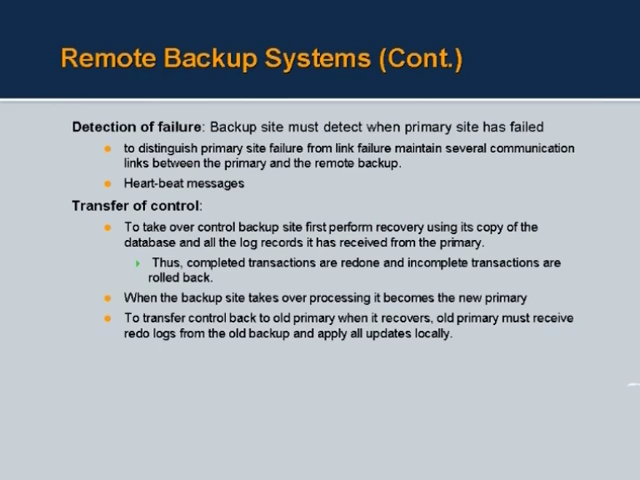 Remote Backup Systems (Cont.)
Detection of failure: Backup site must detect when primary site has failed
to distinguish primary site failure from link failure maintain several communication
links between the primary and the remote backup.
Heart-beat messages
Transfer of control:
To take over control backup site first perform recovery using its copy of the
database and all the log records it has received from the primary.
Thus, completed transactions are redone and incomplete transactions are
rolled back.
When the backup site takes over processing it becomes the new primary
To transfer control back to old primary when it recovers, old primary must receive
redo logs from the old backup and apply all updates locally.